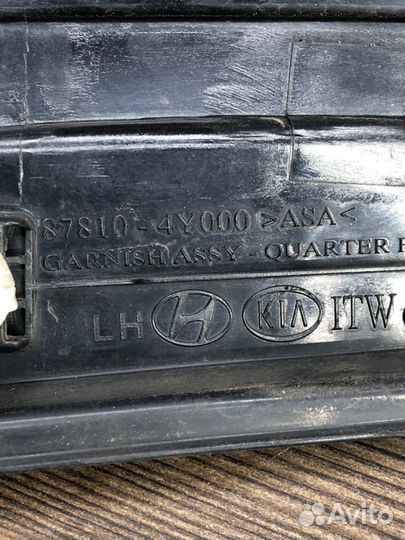 87810-4Y000 >ASA<
GARNISH ASSY - QUARTER
LH KIA ITW
Avito